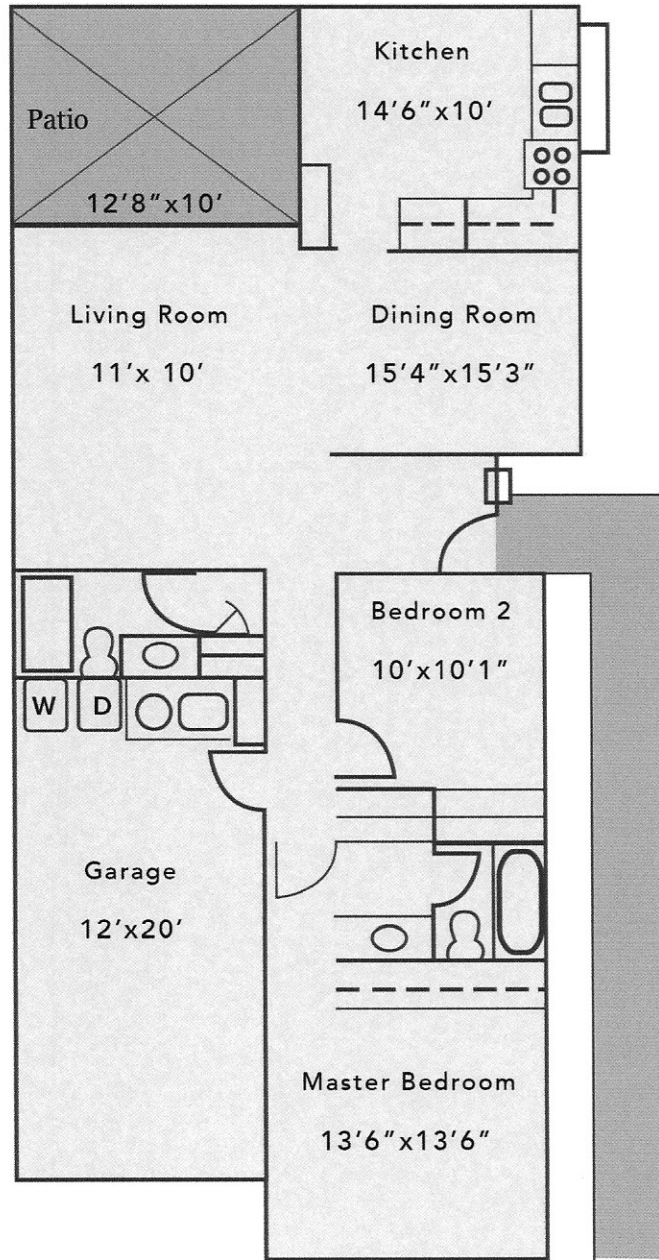 Kitchen
14'6"x10'
Patio
12'8"x10'
Living Room
11'x 10'
Dining Room
15'4"x15'3"
Bedroom 2
10'x10'1"
W D
Garage
12'x20'
Master Bedroom
13'6"x13'6"